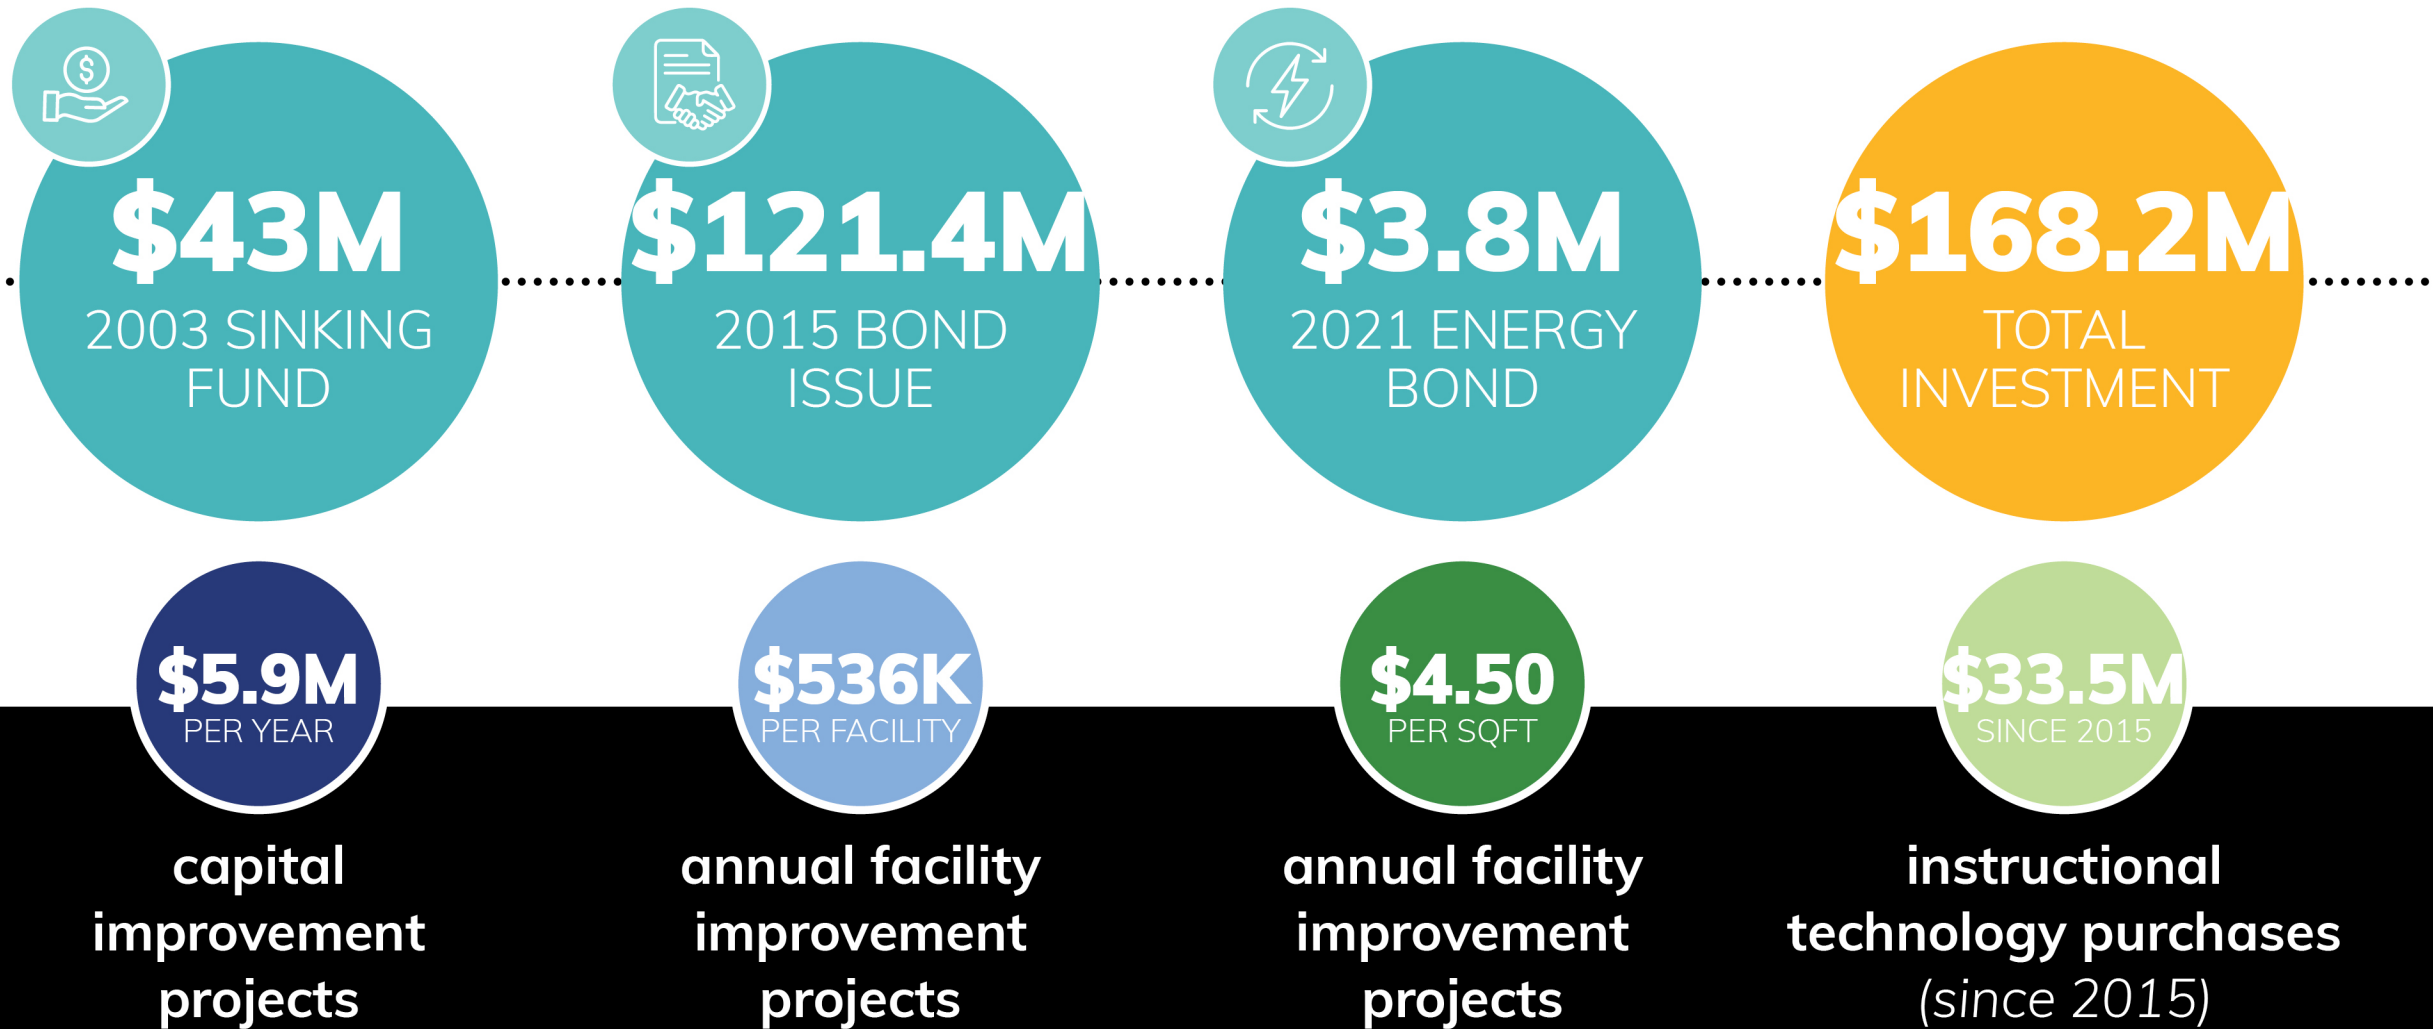 $43M
2003 SINKING
FUND
$121.4M
2015 BOND
ISSUE
$3.8M
2021 ENERGY
BOND
$168.2M
TOTAL
INVESTMENT
$5.9M
PER YEAR
capital
improvement
projects
$536K
PER FACILITY
annual facility
improvement
projects
$4.50
PER SQFT
annual facility
improvement
projects
$33.5M
SINCE 2015
instructional
technology purchases
(since 2015)